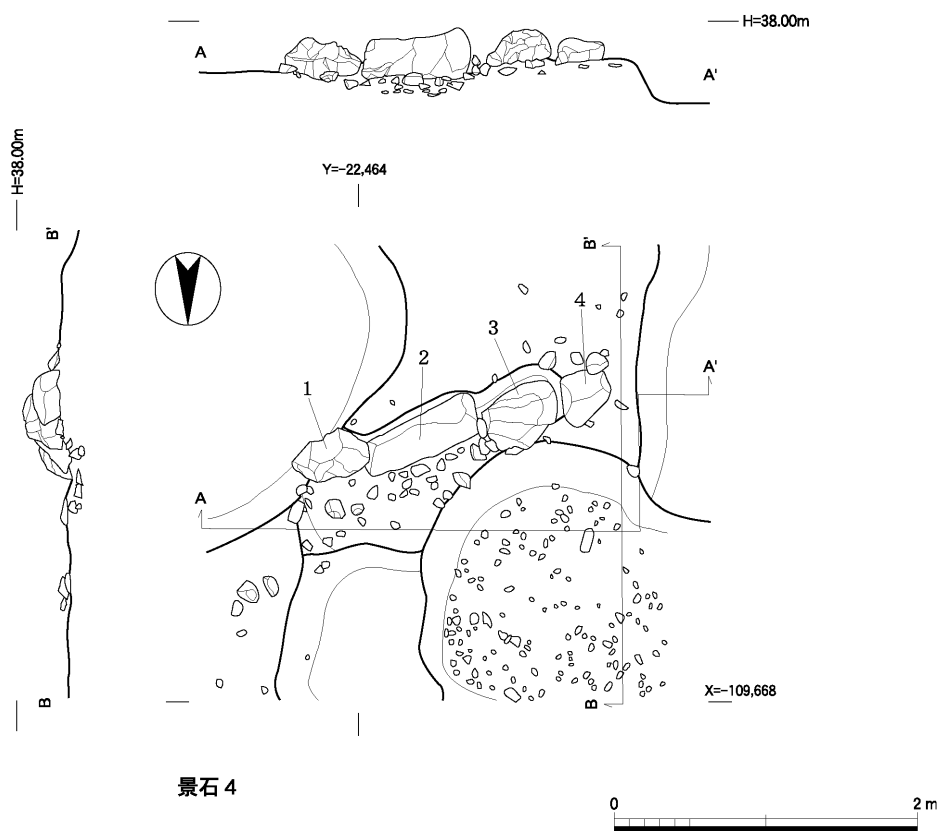 H=38.00m
A
A'
H=38.00m
Y=-22,464
B'
B'
4
3
A'
2
1
A
X=-109,668
B
B
景石 4
0
2 m